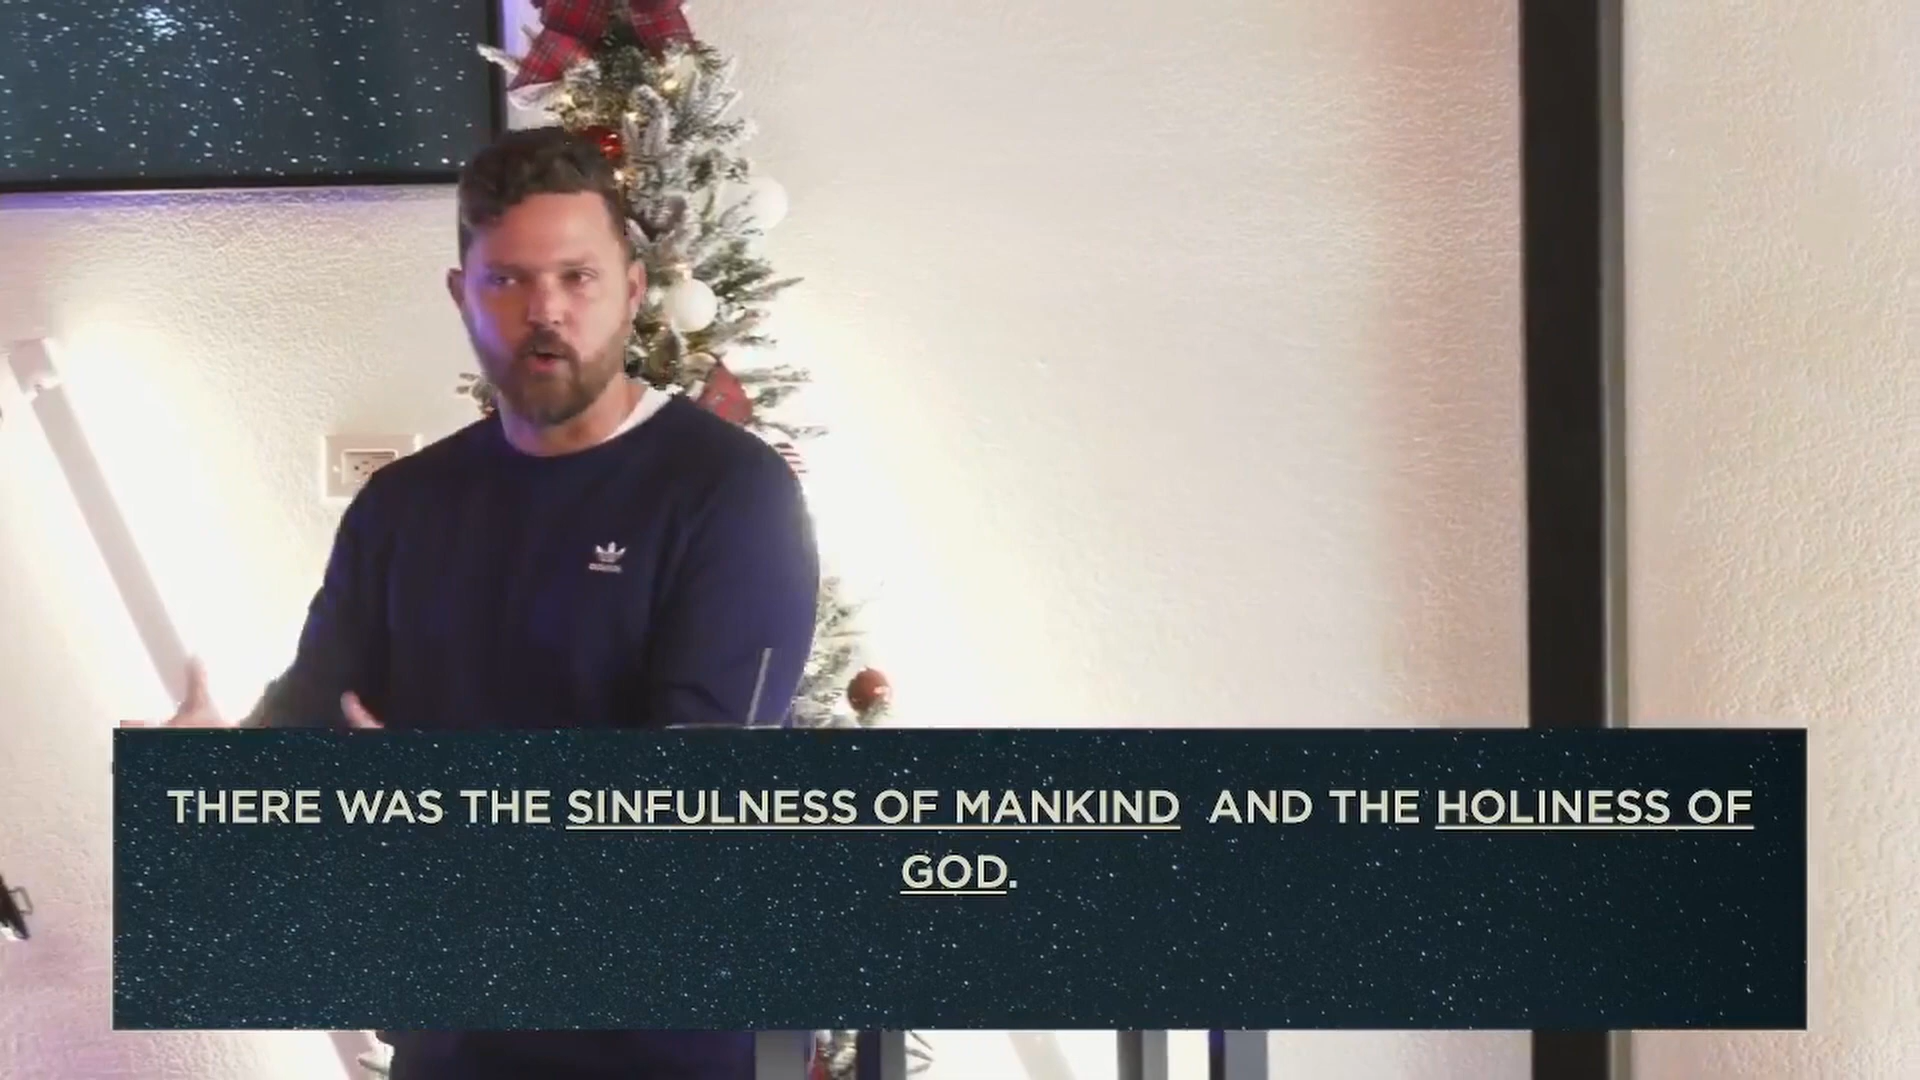 THERE WAS THE SINFULNESS OF MANKIND AND THE HOLINESS OF
GOD.